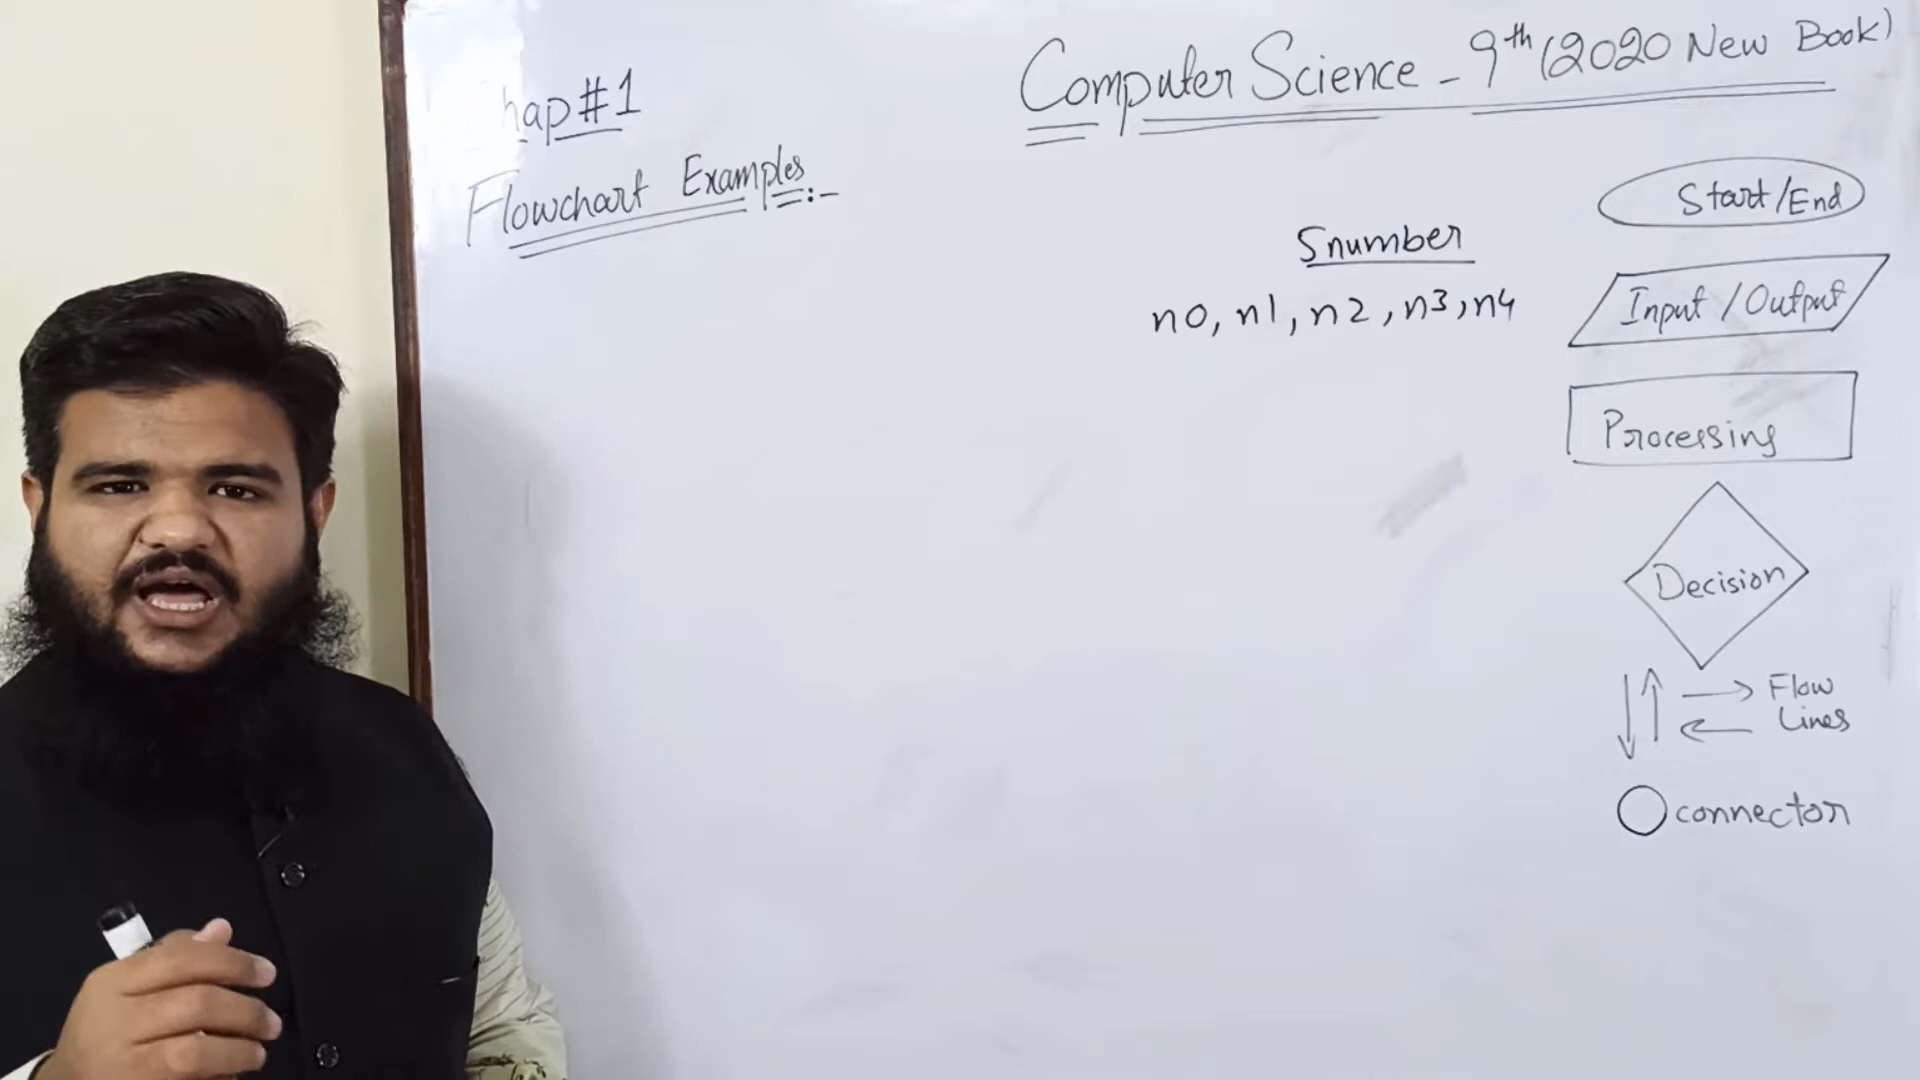 hap#1
Flowchart Examples:-
Computer Science - 9th (2020 New Book)
Snumber
n0, n1, n2, n3, n4
Start/End
Input/Output
Processing
Decision
Flow
Lines
connector